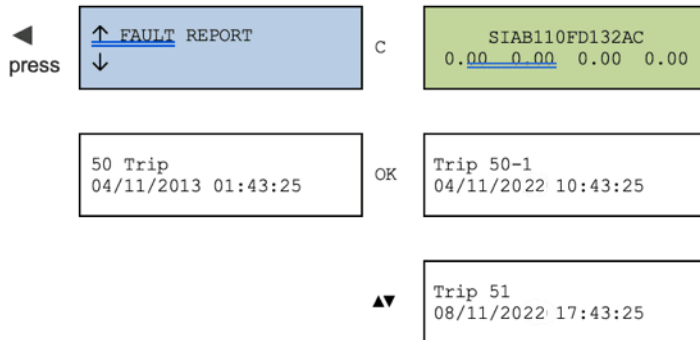 ◀
press
↑ FAULT REPORT
↓
C
SIAB110FD132AC
0.00 0.00 0.00 0.00
50 Trip
04/11/2013 01:43:25
OK
Trip 50-1
04/11/2022 10:43:25
▲▼
Trip 51
08/11/2022 17:43:25